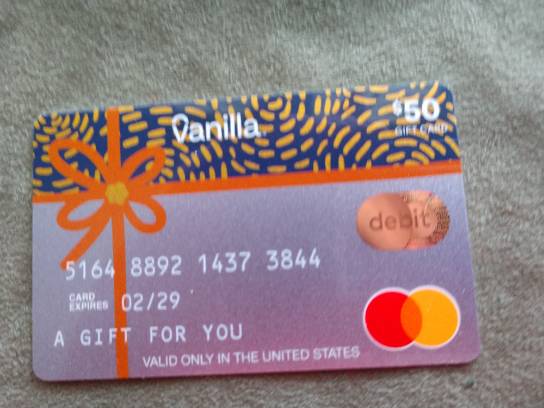 Vanilla
$50
GIFT CARD
debit
5164 8892 1437 3844
CARD EXPIRES 02/29
A GIFT FOR YOU
VALID ONLY IN THE UNITED STATES